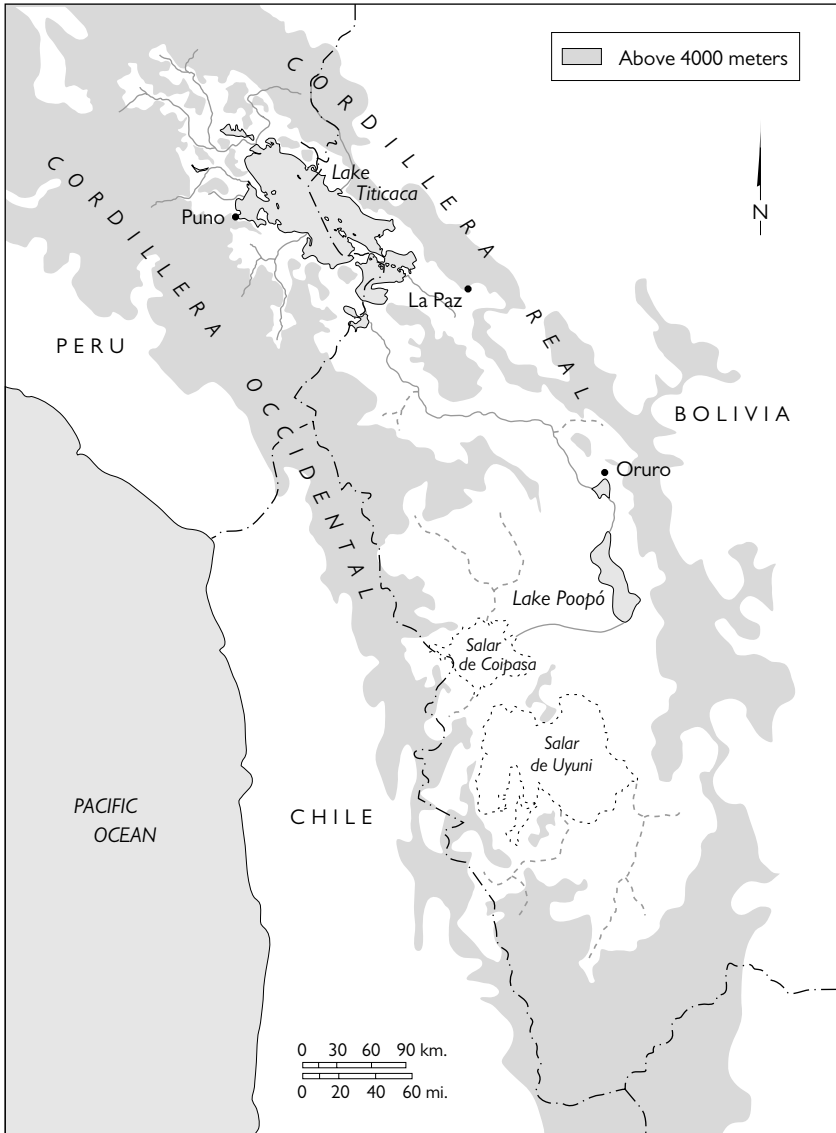 Above 4000 meters
CORDILLERA REAL
N
Lake
Titicaca
CORDILLERA OCCIDENTAL
Puno
La Paz
PERU
BOLIVIA
Oruro
Lake Poopó
Salar
de Coipasa
Salar
de Uyuni
PACIFIC
OCEAN
CHILE
0 30 60 90 km.
0 20 40 60 mi.